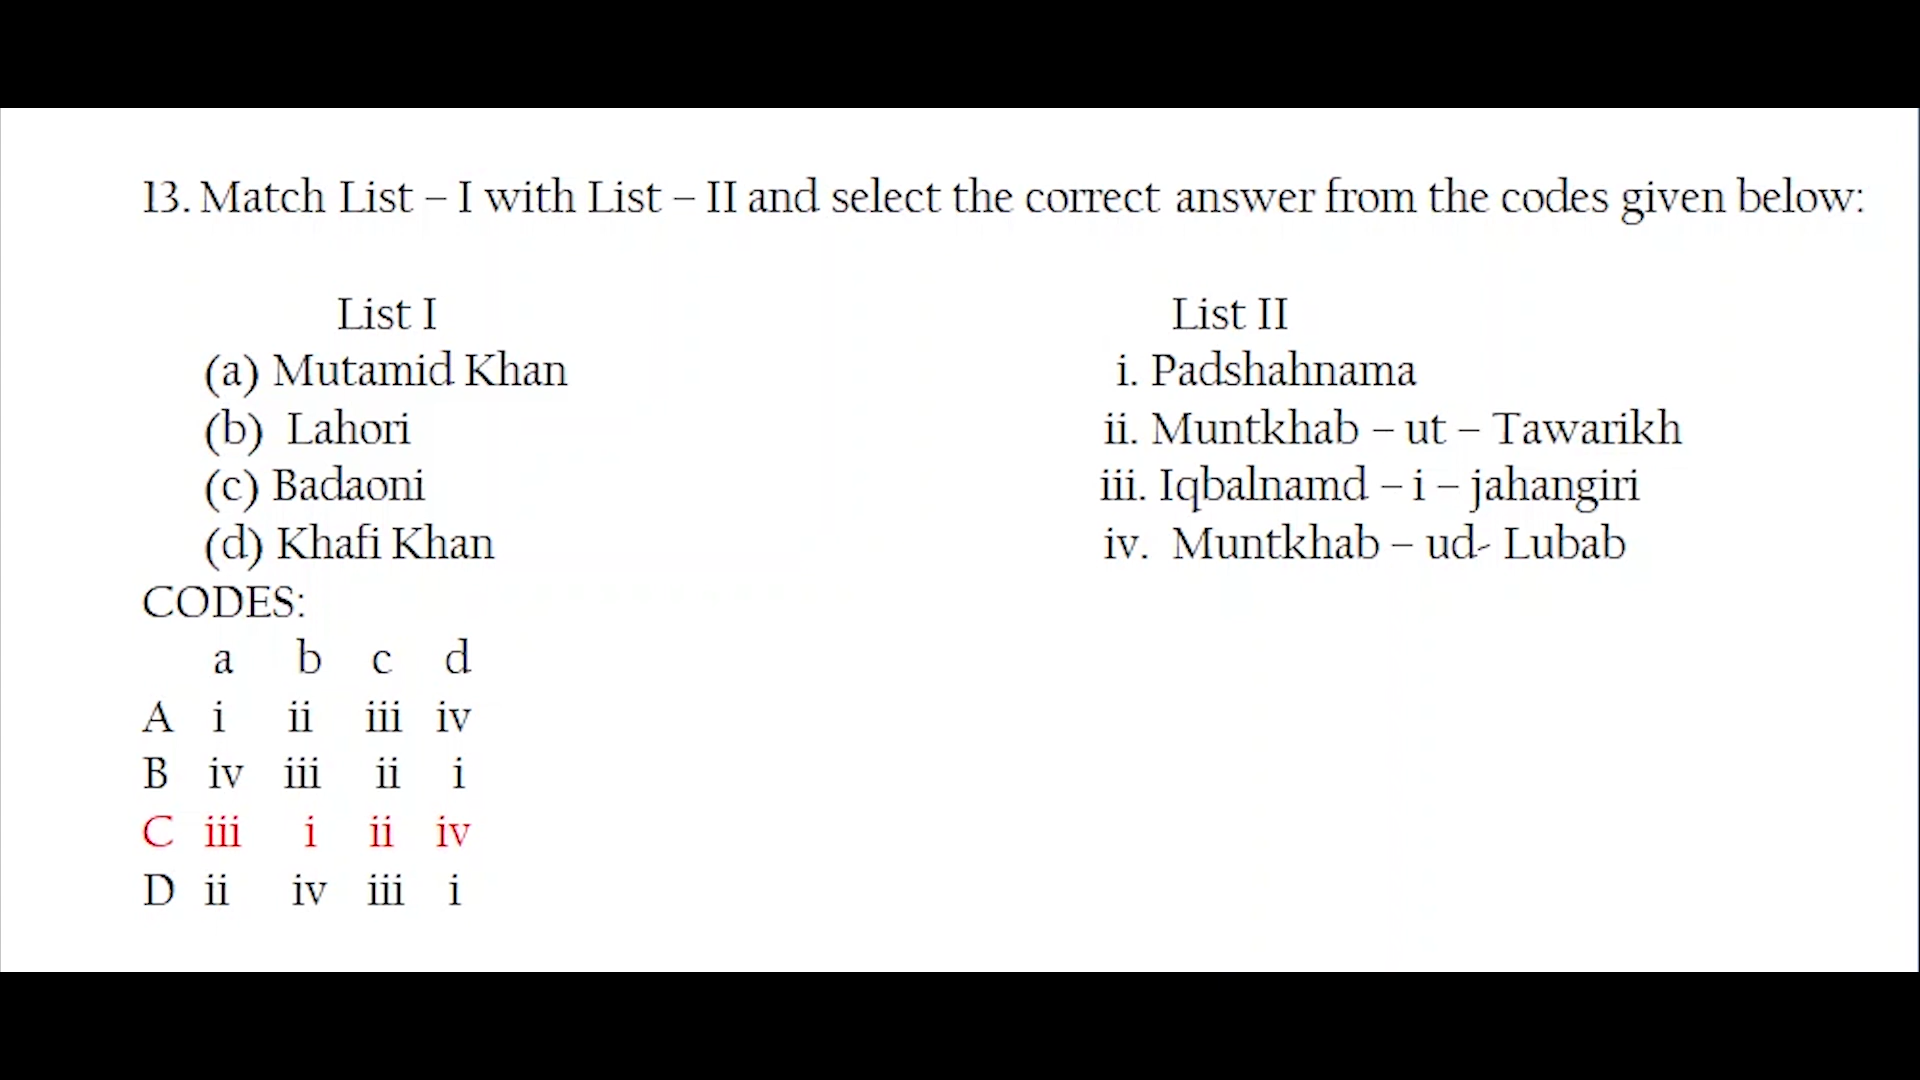 13. Match List – I with List – II and select the correct answer from the codes given below:
List I List II
(a) Mutamid Khan i. Padshahnama
(b) Lahori ii. Muntkhab – ut – Tawarikh
(c) Badaoni iii. Iqbalnamd – i – jahangiri
(d) Khafi Khan iv. Muntkhab – ud- Lubab
CODES:
a b c d
A i ii iii iv
B iv iii ii i
C iii i ii iv
D ii iv iii i